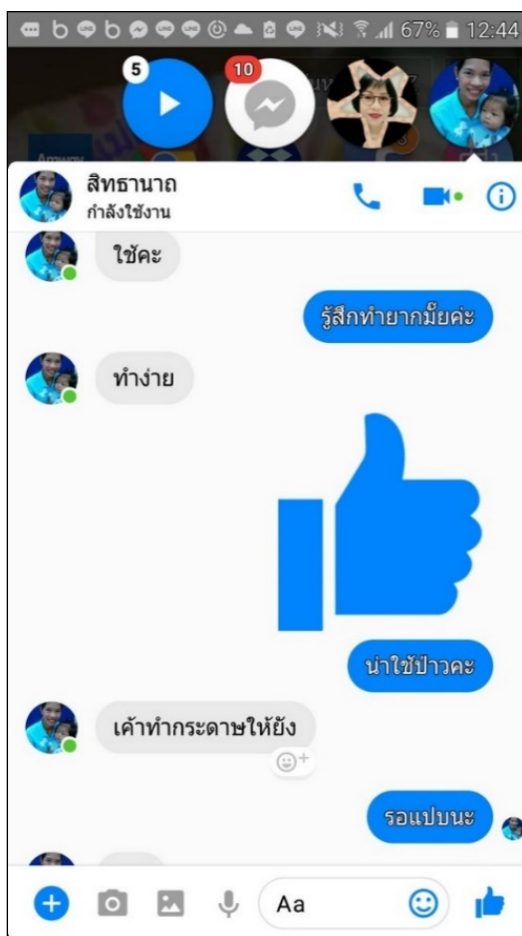 67% 12:44
5
10
Amway
สิทธานาถ
กำลังใช้งาน
ใช้คะ
รู้สึกทำยากมั๊ยค่ะ
ทำง่าย
น่าใช้ป่าวคะ
เค้าทำกระดาษให้ยัง
รอแปบนะ
Aa